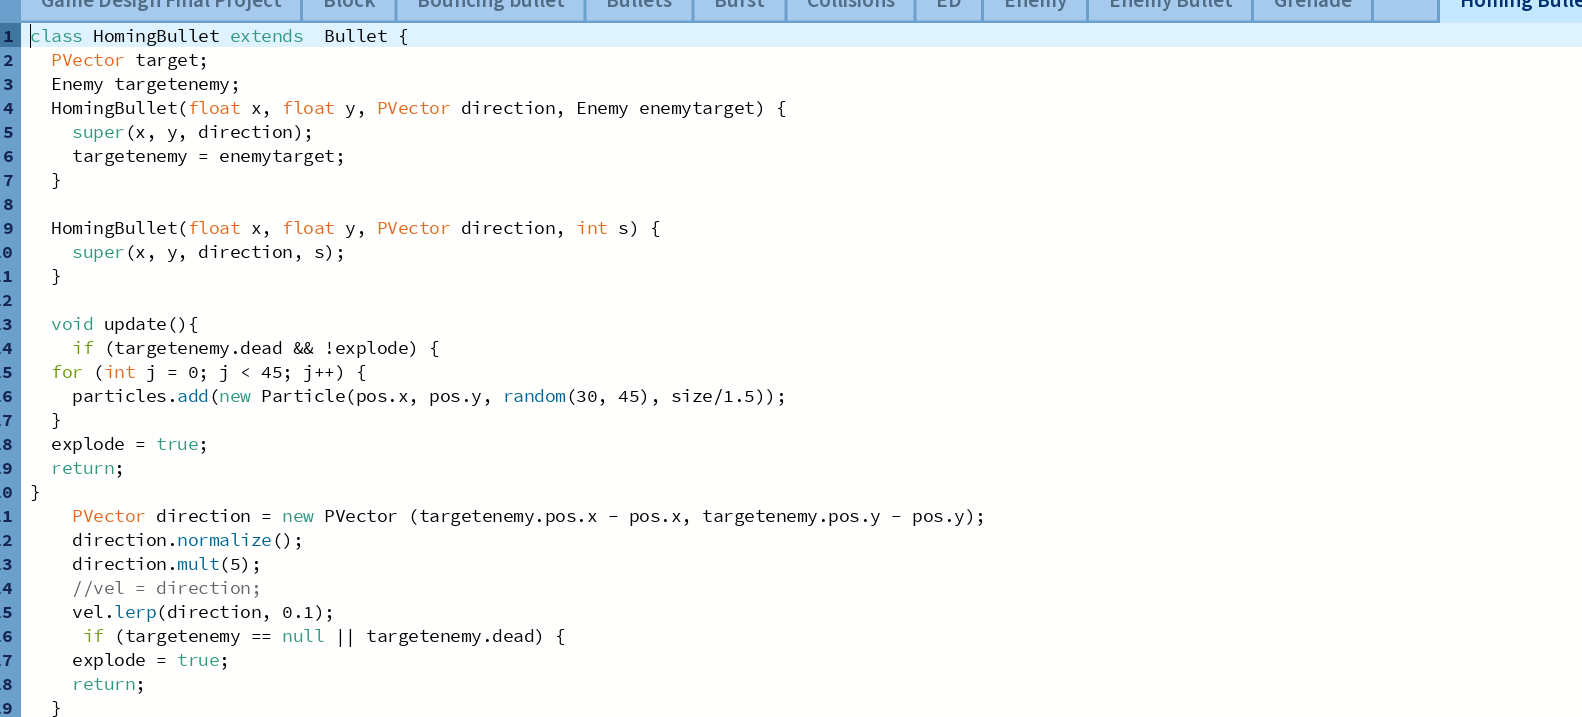 Game Design Final Project Block Bouncing bullet Bullets Burst Collisions ED Enemy Enemy Bullet Grenade Homing Bulle
1 class HomingBullet extends  Bullet {
2 PVector target;
3 Enemy targetenemy;
4 HomingBullet(float x, float y, PVector direction, Enemy enemytarget) {
5 super(x, y, direction);
6 targetenemy = enemytarget;
7 }
8
9 HomingBullet(float x, float y, PVector direction, int s) {
0 super(x, y, direction, s);
1 }
2
3 void update(){
4 if (targetenemy.dead && !explode) {
5 for (int j = 0; j < 45; j++) {
6 particles.add(new Particle(pos.x, pos.y, random(30, 45), size/1.5));
7 }
8 explode = true;
9 return;
0 }
1 PVector direction = new PVector (targetenemy.pos.x - pos.x, targetenemy.pos.y - pos.y);
2 direction.normalize();
3 direction.mult(5);
4 //vel = direction;
5 vel.lerp(direction, 0.1);
6 if (targetenemy == null || targetenemy.dead) {
7 explode = true;
8 return;
9 }